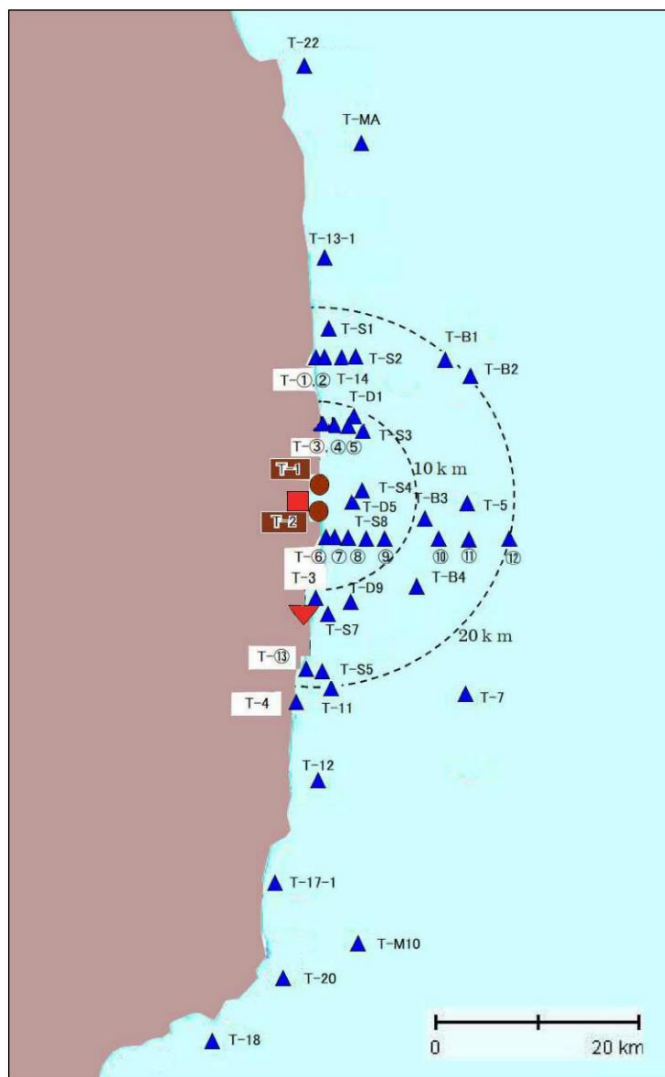 T-22
T-MA
T-13-1
T-S1
T-B1
T-S2
T-B2
T-①.② T-14
T-D1
T-S3
T-③.④⑤
T-1
10 km
T-S4
T-B3
T-5
T-D5
T-2
T-S8
T-⑥ ⑦ ⑧ ⑨ ⑩ ⑪ ⑫
T-3
T-D9
T-B4
T-S7
20 km
T-⑬
T-S5
T-4
T-11
T-7
T-12
T-17-1
T-M10
T-20
T-18
0 20 km